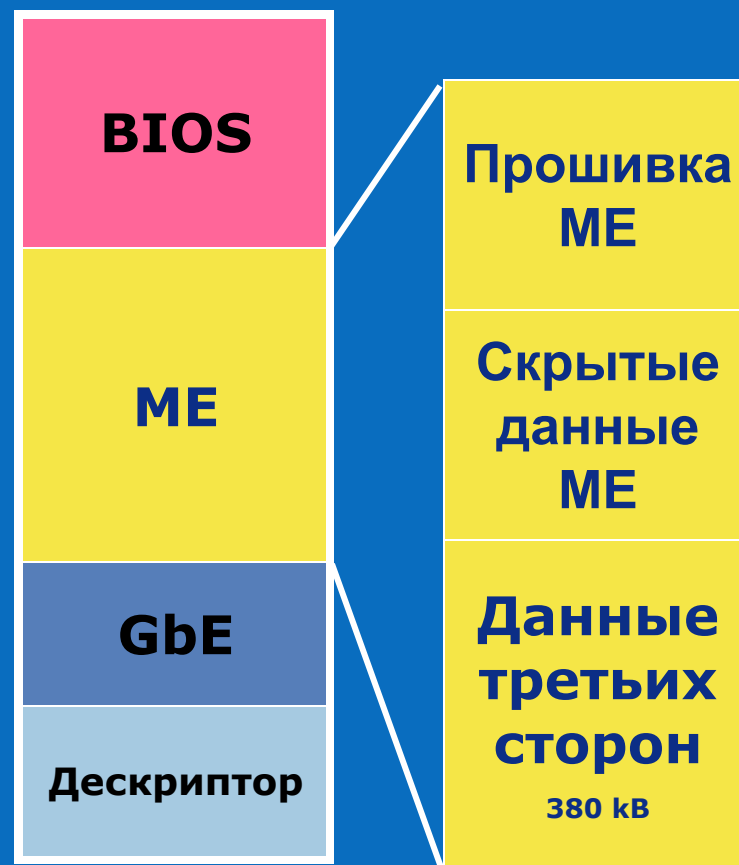 BIOS
ME
GbE
Дескриптор
Прошивка
ME
Скрытые
данные
ME
Данные
третьих
сторон
380 kB